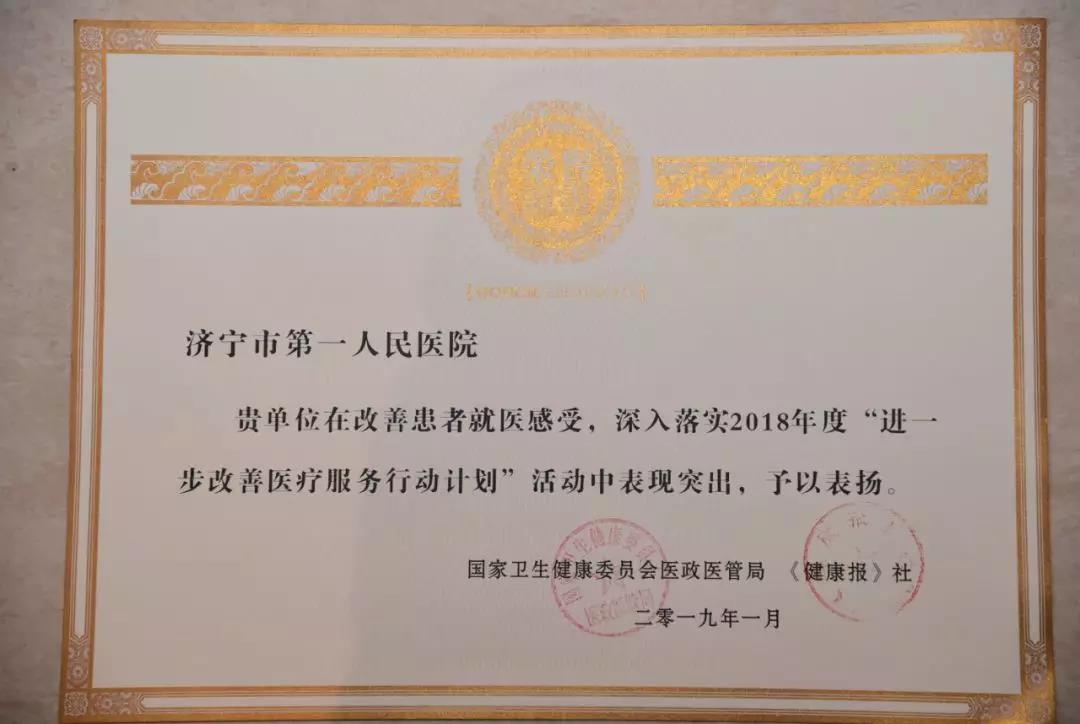 济宁市第一人民医院
贵单位在改善患者就医感受，深入落实2018年度“进一
步改善医疗服务行动计划”活动中表现突出，予以表扬。
国家卫生健康委员会医政医管局 《健康报》社
二零一九年一月